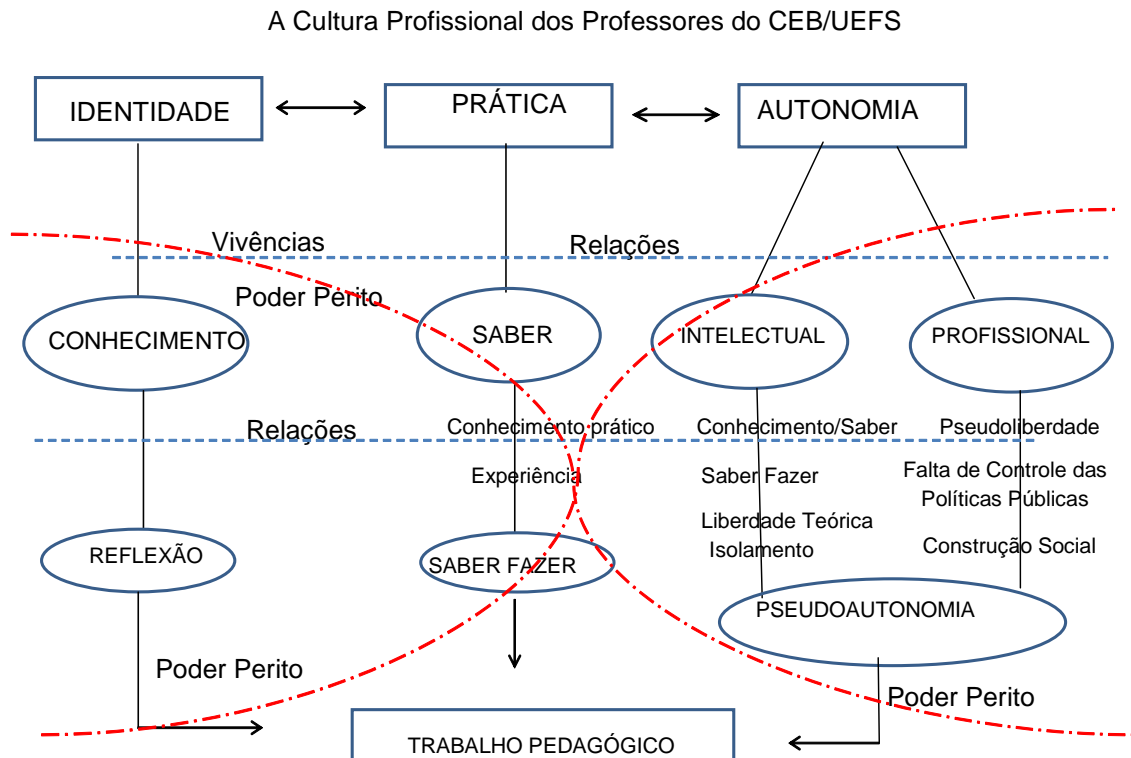 A Cultura Profissional dos Professores do CEB/UEFS
IDENTIDADE
PRÁTICA
AUTONOMIA
Vivências
Relações
Poder Perito
CONHECIMENTO
SABER
INTELECTUAL
PROFISSIONAL
Relações
Conhecimento prático
Conhecimento/Saber
Pseudoliberdade
Experiência
Saber Fazer
Falta de Controle das
Políticas Públicas
Liberdade Teórica
Isolamento
Construção Social
REFLEXÃO
SABER FAZER
PSEUDOAUTONOMIA
Poder Perito
Poder Perito
TRABALHO PEDAGÓGICO